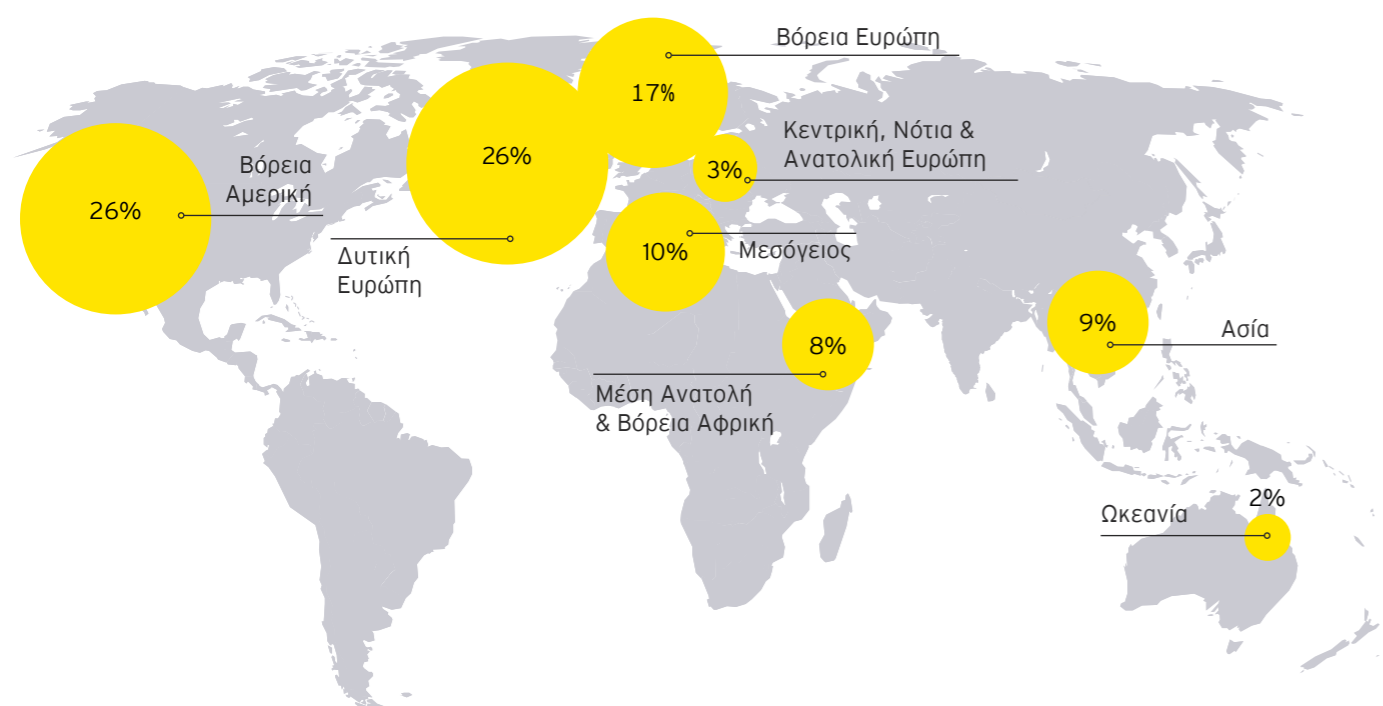 Βόρεια Ευρώπη
17%
Κεντρική, Νότια &
Ανατολική Ευρώπη
3%
26%
Βόρεια
Αμερική
26%
Δυτική
Ευρώπη
10%
Μεσόγειος
8%
Μέση Ανατολή
& Βόρεια Αφρική
9%
Ασία
2%
Ωκεανία